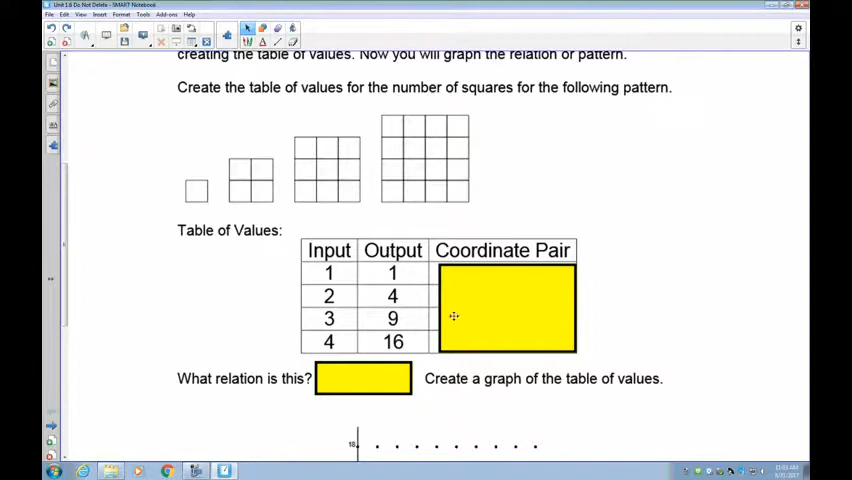 Unit 1.6 Do Not Delete - SMART Notebook
File Edit View Insert Format Tools Add-ons Help
creating the table of values. Now you will graph the relation or pattern.
Create the table of values for the number of squares for the following pattern.
Table of Values:
Input Output Coordinate Pair
1 1
2 4
3 9
4 16
What relation is this? Create a graph of the table of values.
18
11:03 AM